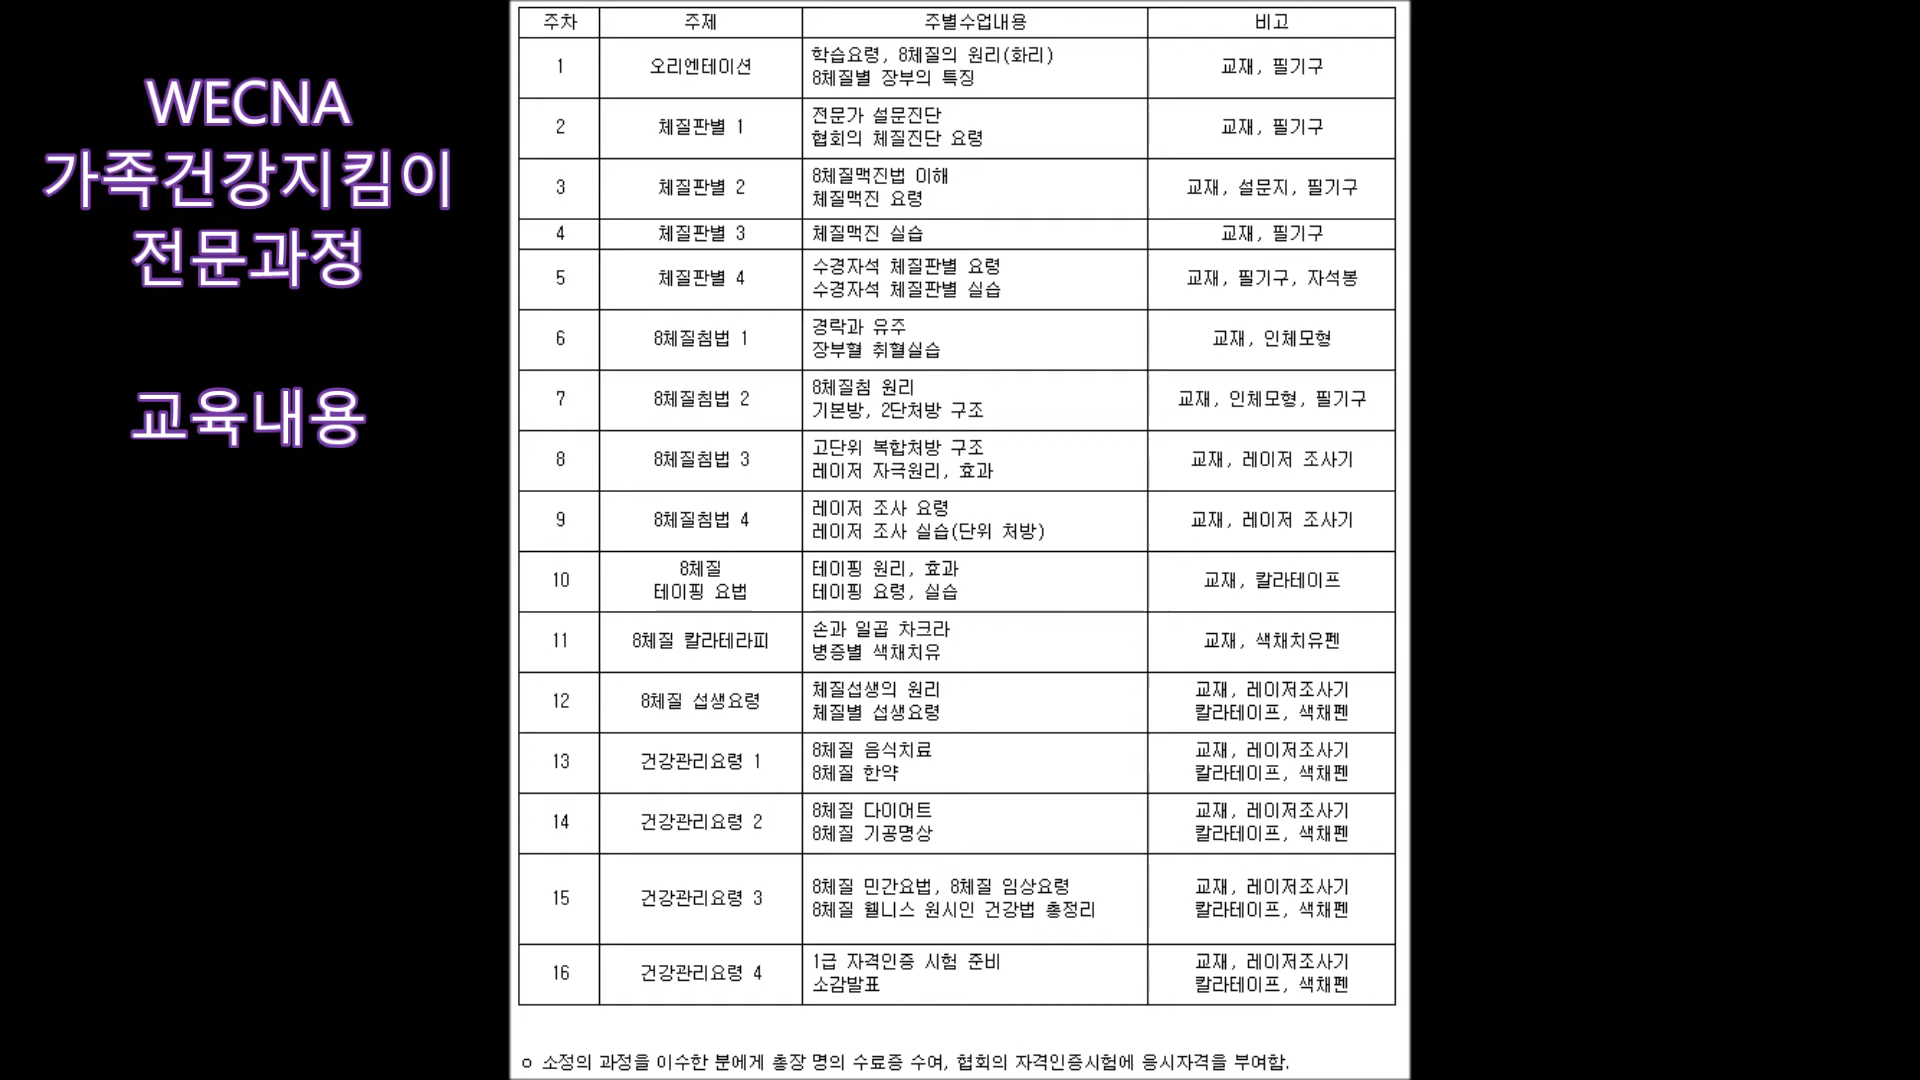 WECNA
가족건강지킴이
전문과정
교육내용
주차 주제 주별수업내용 비고
1 오리엔테이션 학습요령, 8체질의 원리(화리) 교재, 필기구
8체질별 장부의 특징
2 체질판별 1 전문가 설문진단 교재, 필기구
협회의 체질진단 요령
3 체질판별 2 8체질맥진법 이해 교재, 설문지, 필기구
체질맥진 요령
4 체질판별 3 체질맥진 실습 교재, 필기구
5 체질판별 4 수경자석 체질판별 요령 교재, 필기구, 자석봉
수경자석 체질판별 실습
6 8체질침법 1 경락과 유주 교재, 인체모형
장부혈 취혈실습
7 8체질침법 2 8체질침 원리 교재, 인체모형, 필기구
기본방, 2단처방 구조
8 8체질침법 3 고단위 복합처방 구조 교재, 레이저 조사기
레이저 자극원리, 효과
9 8체질침법 4 레이저 조사 요령 교재, 레이저 조사기
레이저 조사 실습(단위 처방)
10 8체질 테이핑 원리, 효과 교재, 칼라테이프
테이핑 요법 테이핑 요령, 실습
11 8체질 칼라테라피 손과 일곱 차크라 교재, 색채치유펜
병증별 색채치유
12 8체질 섭생요령 체질섭생의 원리 교재, 레이저조사기
체질별 섭생요령 칼라테이프, 색채펜
13 건강관리요령 1 8체질 음식치료 교재, 레이저조사기
8체질 한약 칼라테이프, 색채펜
14 건강관리요령 2 8체질 다이어트 교재, 레이저조사기
8체질 기공명상 칼라테이프, 색채펜
15 건강관리요령 3 8체질 민간요법, 8체질 임상요령 교재, 레이저조사기
8체질 웰니스 원시인 건강법 총정리 칼라테이프, 색채펜
16 건강관리요령 4 1급 자격인증 시험 준비 교재, 레이저조사기
소감발표 칼라테이프, 색채펜
ㅇ 소정의 과정을 이수한 분에게 총장 명의 수료증 수여, 협회의 자격인증시험에 응시자격을 부여함.